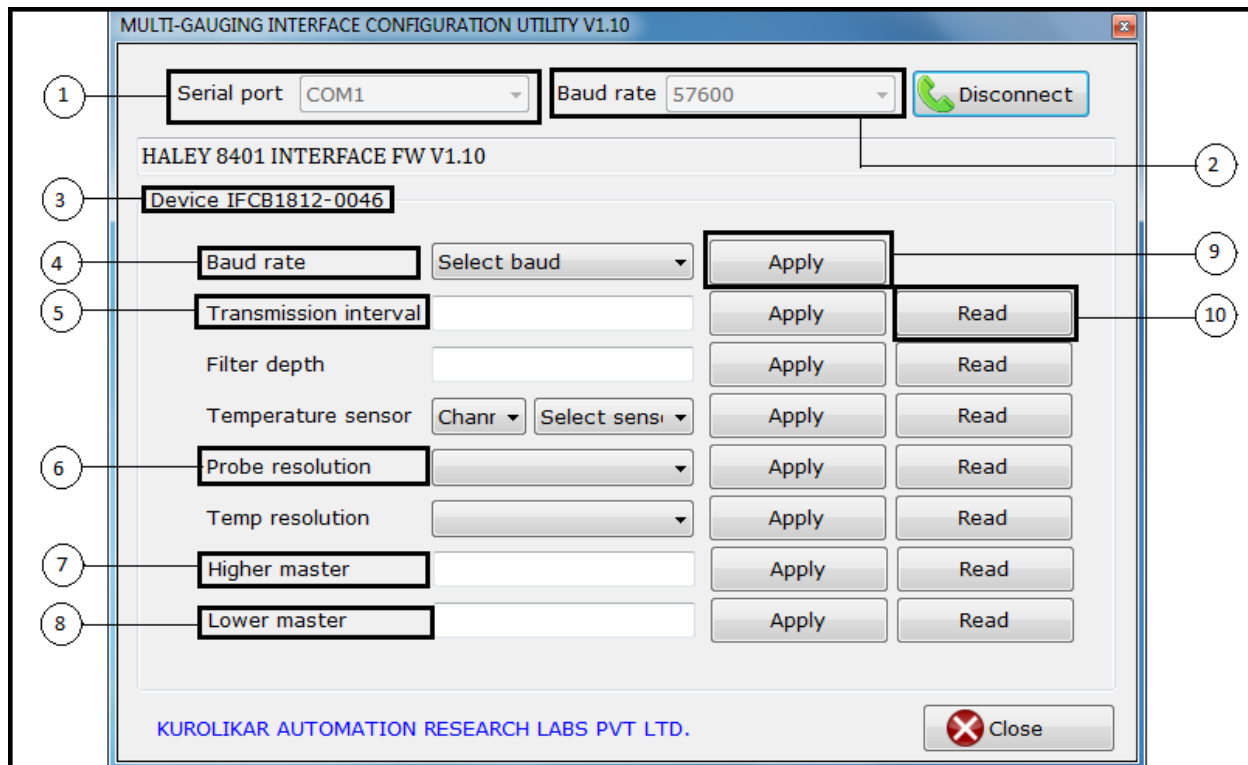 MULTI-GAUGING INTERFACE CONFIGURATION UTILITY V1.10
1 Serial port COM1 Baud rate 57600 Disconnect
HALEY 8401 INTERFACE FW V1.10
2
3 Device IFCB1812-0046
4 Baud rate Select baud Apply 9
5 Transmission interval Apply Read 10
Filter depth Apply Read
Temperature sensor Chanr Select sens Apply Read
6 Probe resolution Apply Read
Temp resolution Apply Read
7 Higher master Apply Read
8 Lower master Apply Read
KUROLIKAR AUTOMATION RESEARCH LABS PVT LTD. Close